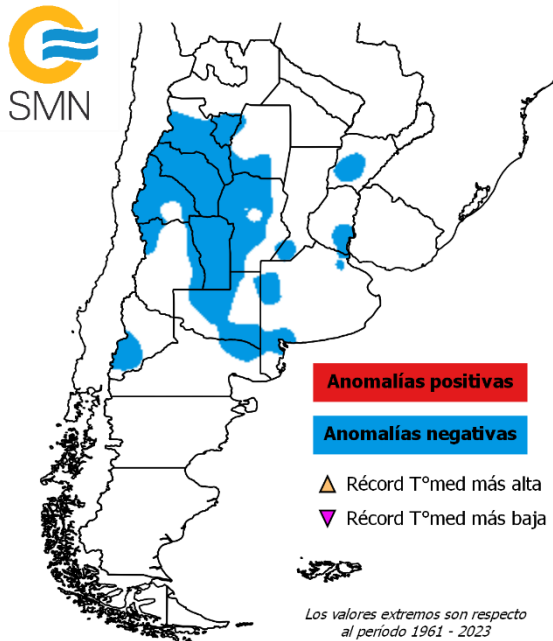 SMN
Anomalías positivas
Anomalías negativas
Récord T°med más alta
Récord T°med más baja
Los valores extremos son respecto
al período 1961 - 2023